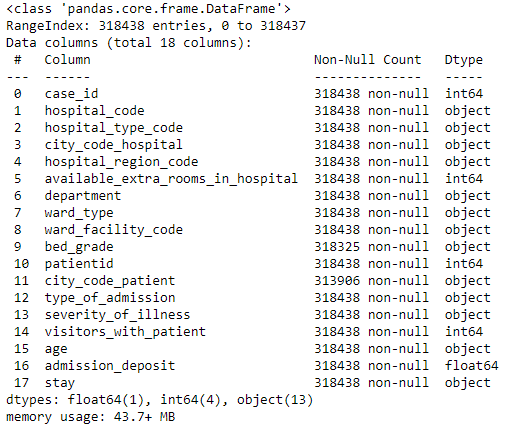 <class 'pandas.core.frame.DataFrame'>
RangeIndex: 318438 entries, 0 to 318437
Data columns (total 18 columns):
 #   Column                             Non-Null Count   Dtype
---  ------                             --------------   -----
 0   case_id                            318438 non-null  int64
 1   hospital_code                      318438 non-null  object
 2   hospital_type_code                 318438 non-null  object
 3   city_code_hospital                 318438 non-null  object
 4   hospital_region_code               318438 non-null  object
 5   available_extra_rooms_in_hospital  318438 non-null  int64
 6   department                         318438 non-null  object
 7   ward_type                          318438 non-null  object
 8   ward_facility_code                 318438 non-null  object
 9   bed_grade                          318325 non-null  object
 10  patientid                          318438 non-null  int64
 11  city_code_patient                  313906 non-null  object
 12  type_of_admission                  318438 non-null  object
 13  severity_of_illness                318438 non-null  object
 14  visitors_with_patient              318438 non-null  int64
 15  age                                318438 non-null  object
 16  admission_deposit                  318438 non-null  float64
 17  stay                               318438 non-null  object
dtypes: float64(1), int64(4), object(13)
memory usage: 43.7+ MB